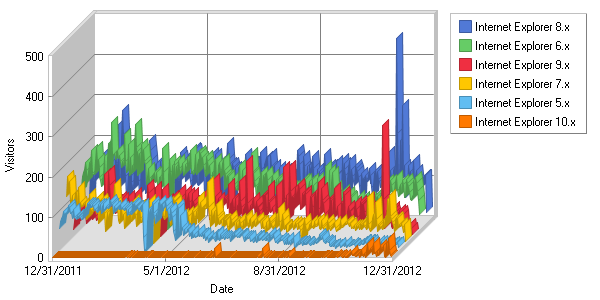 Internet Explorer 8.x
Internet Explorer 6.x
Internet Explorer 9.x
Internet Explorer 7.x
Internet Explorer 5.x
Internet Explorer 10.x
500
400
300
200
100
0
Visitors
12/31/2011 5/1/2012 8/31/2012 12/31/2012
Date